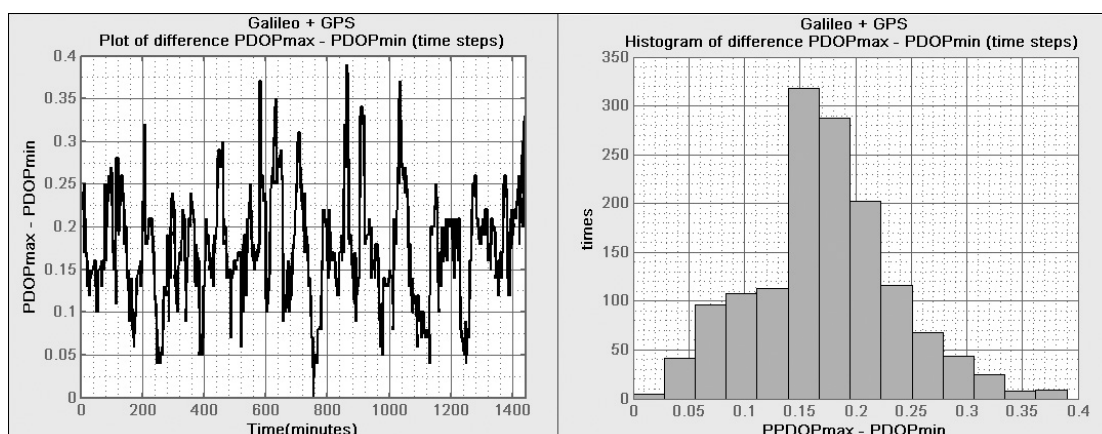 Galileo + GPS
Plot of difference PDOPmax - PDOPmin (time steps)
0.4
0.35
0.3
0.25
0.2
0.15
0.1
0.05
0
PDOPmax - PDOPmin
0 200 400 600 800 1000 1200 1400
Time(minutes)
Galileo + GPS
Histogram of difference PDOPmax - PDOPmin (time steps)
300
250
200
150
100
50
0
times
0 0.05 0.1 0.15 0.2 0.25 0.3 0.35 0.4
PPDOPmax - PDOPmin